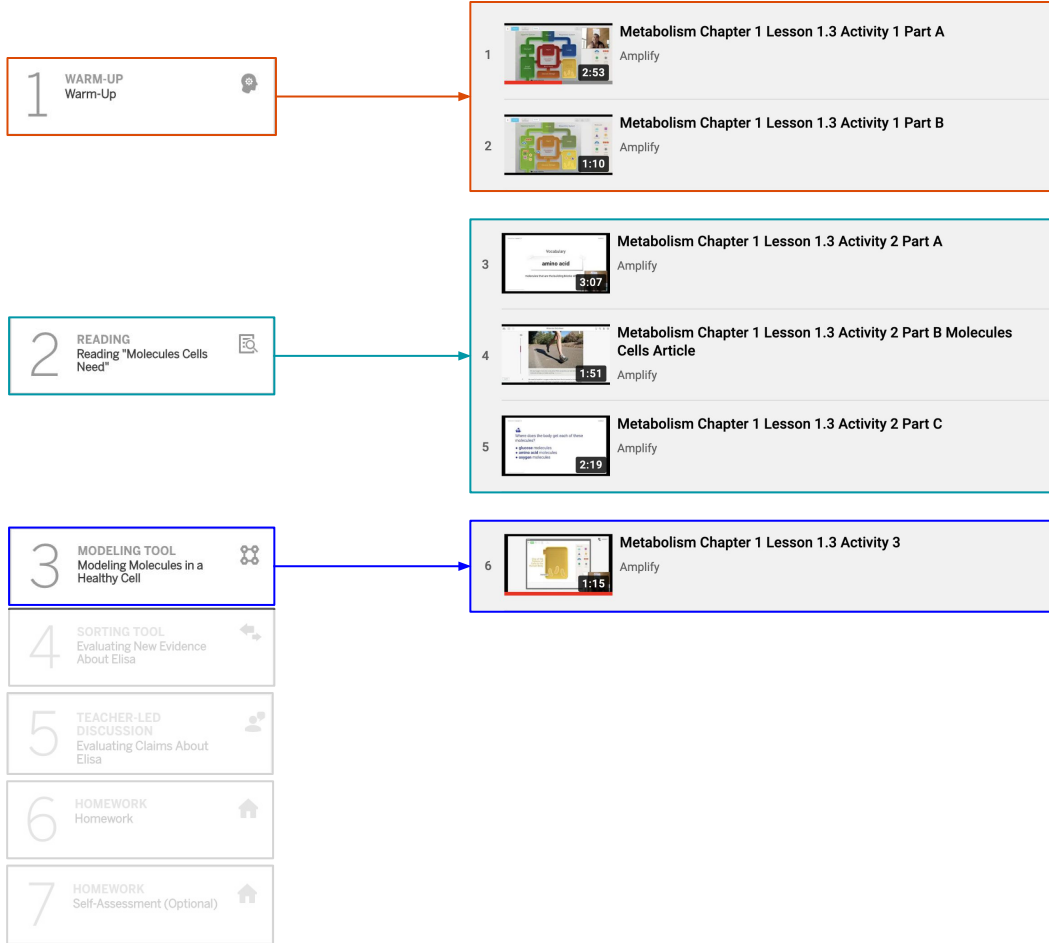 1
WARM-UP
Warm-Up
1
2:53
Metabolism Chapter 1 Lesson 1.3 Activity 1 Part A
Amplify
2
1:10
Metabolism Chapter 1 Lesson 1.3 Activity 1 Part B
Amplify
2
READING
Reading "Molecules Cells
Need"
3
Vocabulary
amino acid
3:07
Metabolism Chapter 1 Lesson 1.3 Activity 2 Part A
Amplify
4
1:51
Metabolism Chapter 1 Lesson 1.3 Activity 2 Part B Molecules
Cells Article
Amplify
5
Where does the body get each of these
molecules?
• glucose molecules
• amino acid molecules
• oxygen molecules
2:19
Metabolism Chapter 1 Lesson 1.3 Activity 2 Part C
Amplify
3
MODELING TOOL
Modeling Molecules in a
Healthy Cell
6
1:15
Metabolism Chapter 1 Lesson 1.3 Activity 3
Amplify
4
SORTING TOOL
Evaluating New Evidence
About Elisa
5
TEACHER-LED
DISCUSSION
Evaluating Claims About
Elisa
6
HOMEWORK
Homework
7
HOMEWORK
Self-Assessment (Optional)